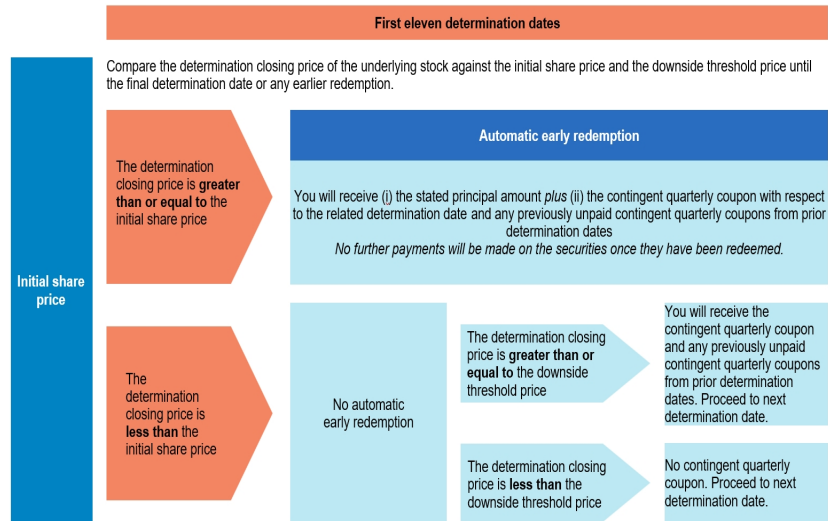 First eleven determination dates
Compare the determination closing price of the underlying stock against the initial share price and the downside threshold price until
the final determination date or any earlier redemption.
Initial share
price
The determination
closing price is greater
than or equal to the
initial share price
Automatic early redemption
You will receive (i) the stated principal amount plus (ii) the contingent quarterly coupon with respect
to the related determination date and any previously unpaid contingent quarterly coupons from prior
determination dates
No further payments will be made on the securities once they have been redeemed.
The
determination
closing price is
less than the
initial share price
No automatic
early redemption
The determination closing
price is greater than or
equal to the downside
threshold price
You will receive the
contingent quarterly coupon
and any previously unpaid
contingent quarterly coupons
from prior determination
dates. Proceed to next
determination date.
The determination closing
price is less than the
downside threshold price
No contingent quarterly
coupon. Proceed to next
determination date.